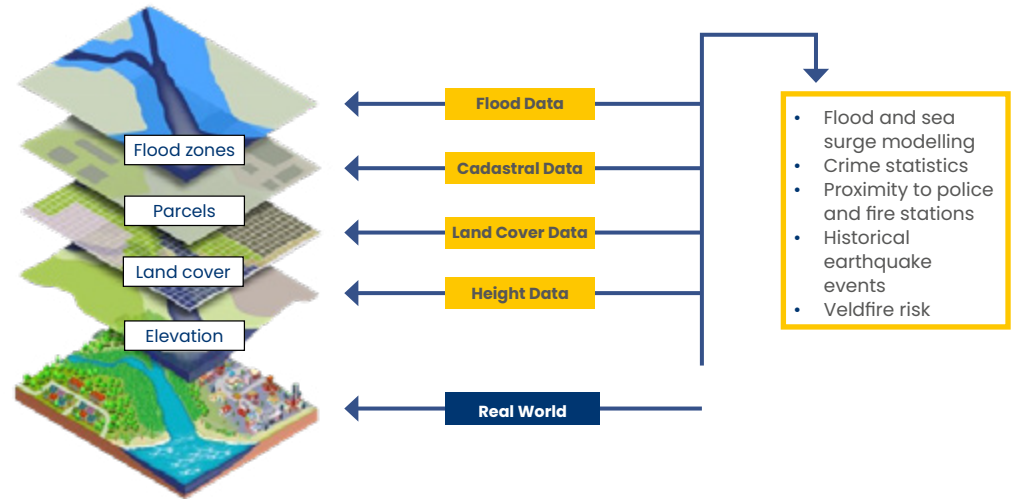 Flood zones
Parcels
Land cover
Elevation
Flood Data
Cadastral Data
Land Cover Data
Height Data
Real World
• Flood and sea
surge modelling
• Crime statistics
• Proximity to police
and fire stations
• Historical
earthquake
events
• Veldfire risk